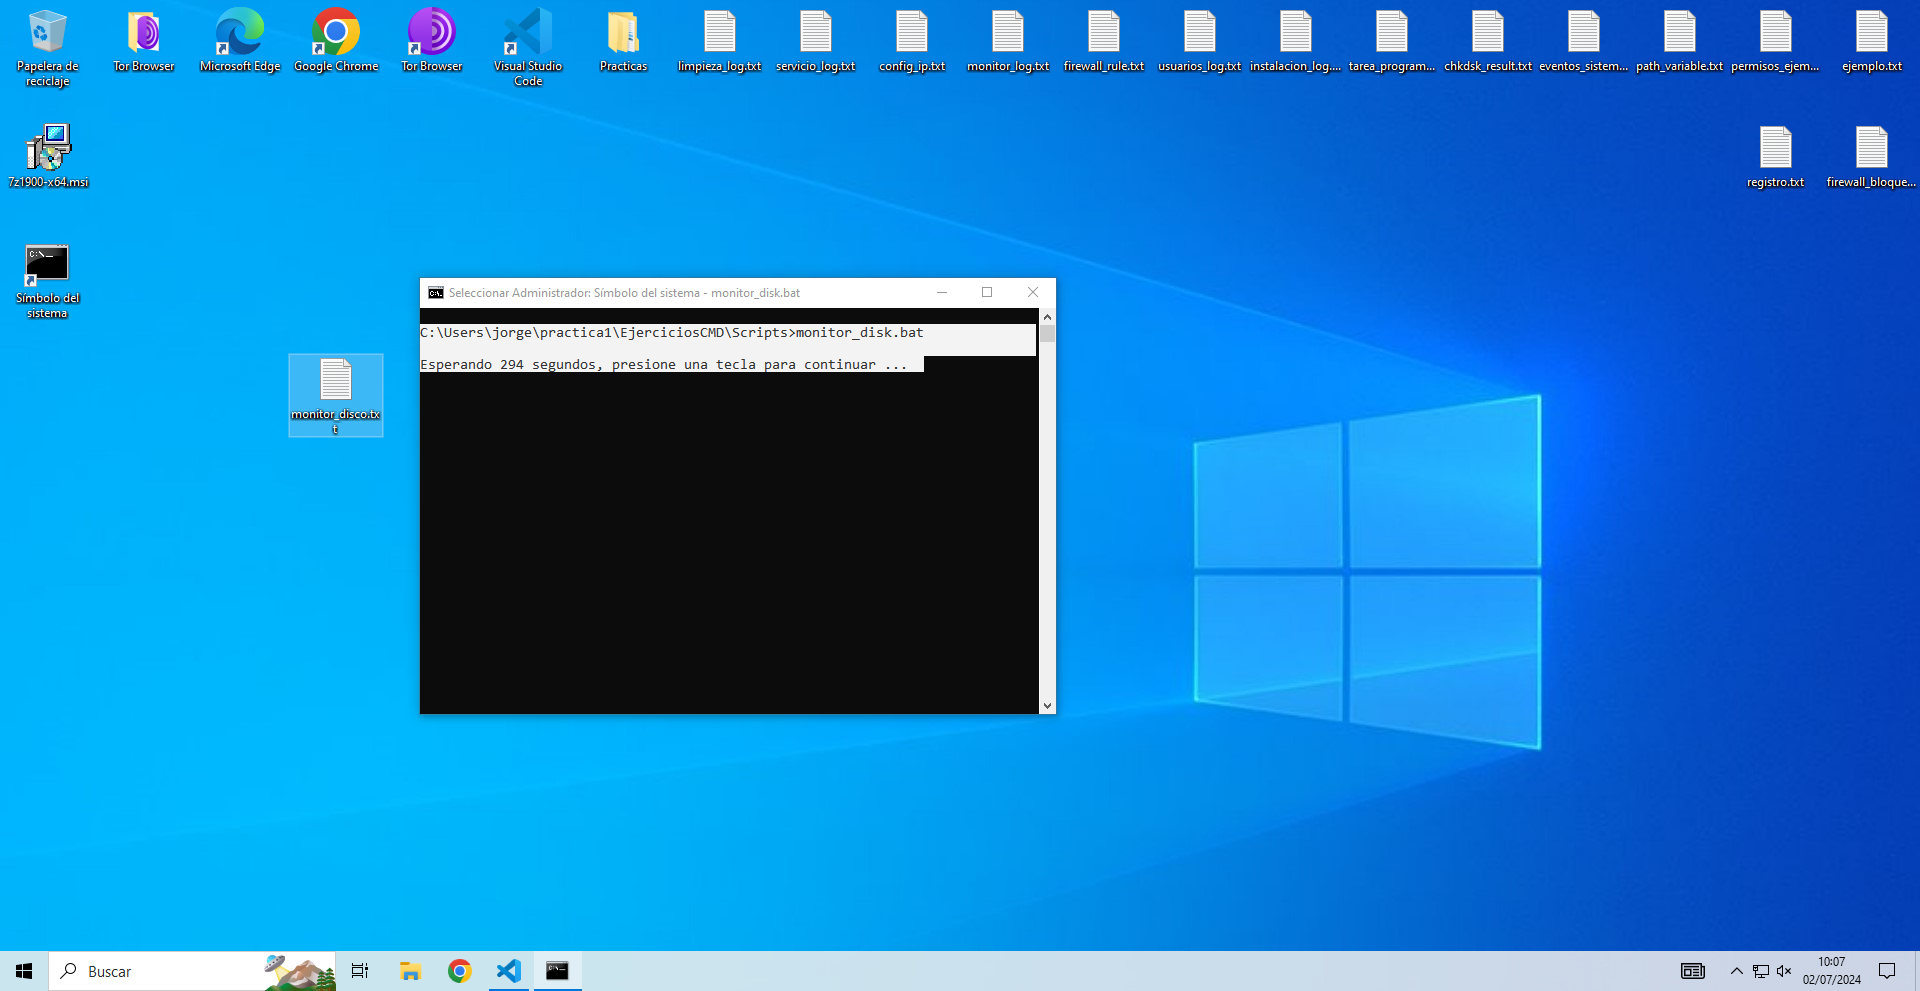 Papelera de
reciclaje
Tor Browser
Microsoft Edge
Google Chrome
Tor Browser
Visual Studio
Code
Practicas
limpieza_log.txt
servicio_log.txt
config_ip.txt
monitor_log.txt
firewall_rule.txt
usuarios_log.txt
instalacion_log....
tarea_program...
chkdsk_result.txt
eventos_sistem...
path_variable.txt
permisos_ejem...
ejemplo.txt
7z1900-x64.msi
registro.txt
firewall_bloque...
Símbolo del
sistema
monitor_disco.tx
t
Seleccionar Administrador: Símbolo del sistema - monitor_disk.bat
C:\Users\jorge\practica1\EjerciciosCMD\Scripts>monitor_disk.bat
Esperando 294 segundos, presione una tecla para continuar ...
Buscar
10:07
02/07/2024